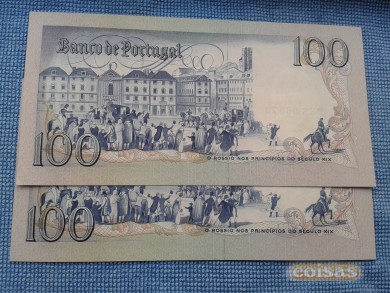 Banco de Portugal
100
100
O ROSSIO NOS PRINCÍPIOS DO SÉCULO XIX
100
O ROSSIO NOS PRINCÍPIOS DO SÉCULO XIX
coisas